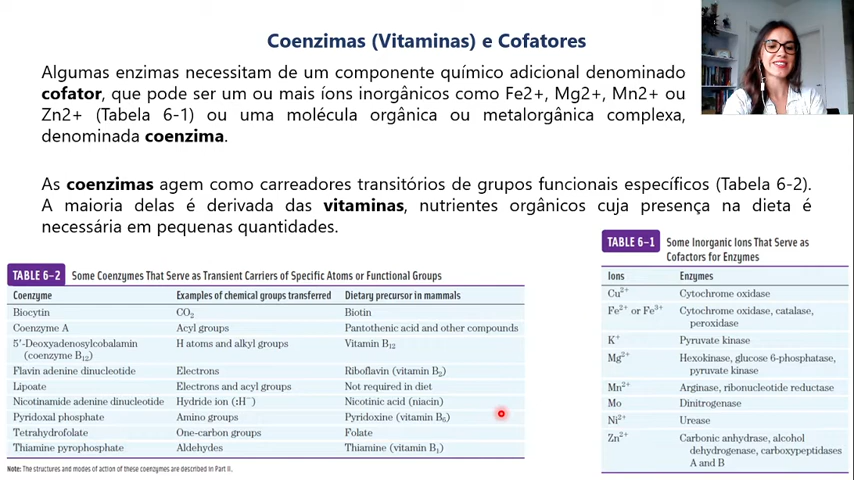 Coenzimas (Vitaminas) e Cofatores
Algumas enzimas necessitam de um componente químico adicional denominado
cofator, que pode ser um ou mais íons inorgânicos como Fe2+, Mg2+, Mn2+ ou
Zn2+ (Tabela 6-1) ou uma molécula orgânica ou metalorgânica complexa,
denominada coenzima.
As coenzimas agem como carreadores transitórios de grupos funcionais específicos (Tabela 6-2).
A maioria delas é derivada das vitaminas, nutrientes orgânicos cuja presença na dieta é
necessária em pequenas quantidades.
TABLE 6–2 Some Coenzymes That Serve as Transient Carriers of Specific Atoms or Functional Groups
Coenzyme Examples of chemical groups transferred Dietary precursor in mammals
Biocytin CO₂ Biotin
Coenzyme A Acyl groups Pantothenic acid and other compounds
5′-Deoxyadenosylcobalamin H atoms and alkyl groups Vitamin B₁₂
(coenzyme B₁₂)
Flavin adenine dinucleotide Electrons Riboflavin (vitamin B₂)
Lipoate Electrons and acyl groups Not required in diet
Nicotinamide adenine dinucleotide Hydride ion (:H⁻) Nicotinic acid (niacin)
Pyridoxal phosphate Amino groups Pyridoxine (vitamin B₆)
Tetrahydrofolate One-carbon groups Folate
Thiamine pyrophosphate Aldehydes Thiamine (vitamin B₁)
Note: The structures and modes of action of these coenzymes are described in Part II.
TABLE 6–1 Some Inorganic Ions That Serve as
Cofactors for Enzymes
Ions Enzymes
Cu²⁺ Cytochrome oxidase
Fe²⁺ or Fe³⁺ Cytochrome oxidase, catalase,
peroxidase
K⁺ Pyruvate kinase
Mg²⁺ Hexokinase, glucose 6-phosphatase,
pyruvate kinase
Mn²⁺ Arginase, ribonucleotide reductase
Mo Dinitrogenase
Ni²⁺ Urease
Zn²⁺ Carbonic anhydrase, alcohol
dehydrogenase, carboxypeptidases
A and B